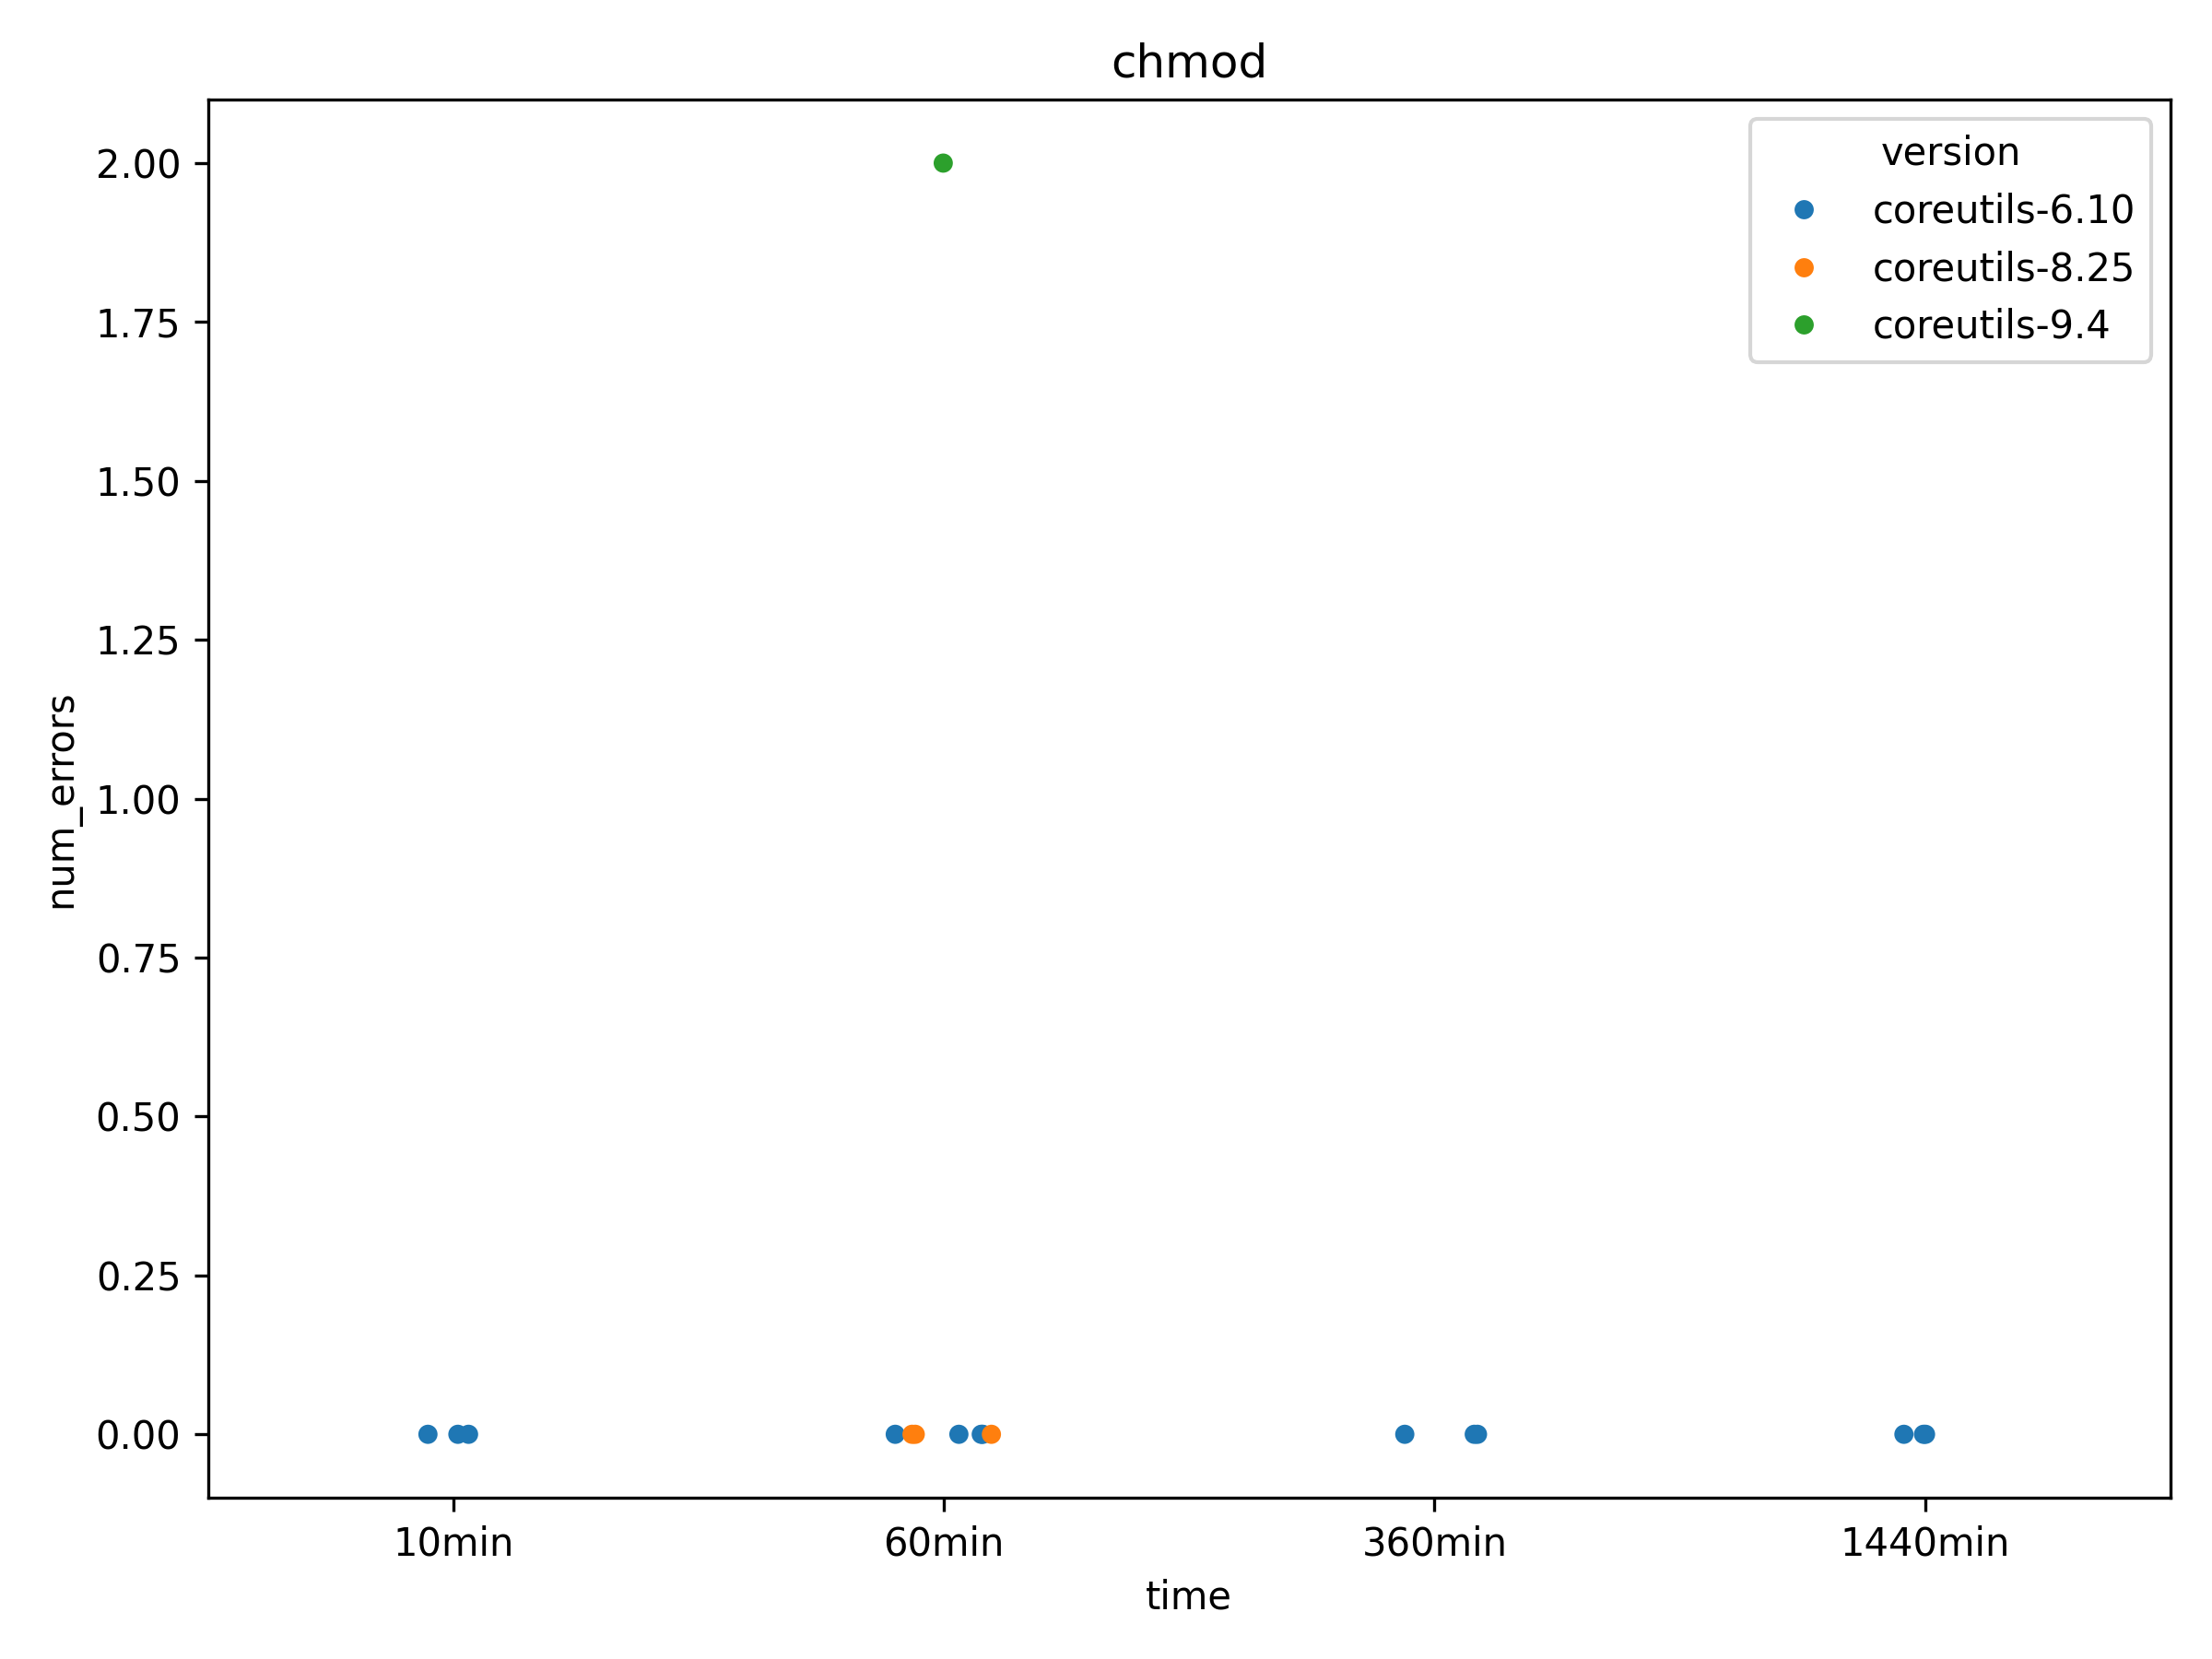 chmod
version
coreutils-6.10
coreutils-8.25
coreutils-9.4
num_errors
2.00
1.75
1.50
1.25
1.00
0.75
0.50
0.25
0.00
10min 60min 360min 1440min
time